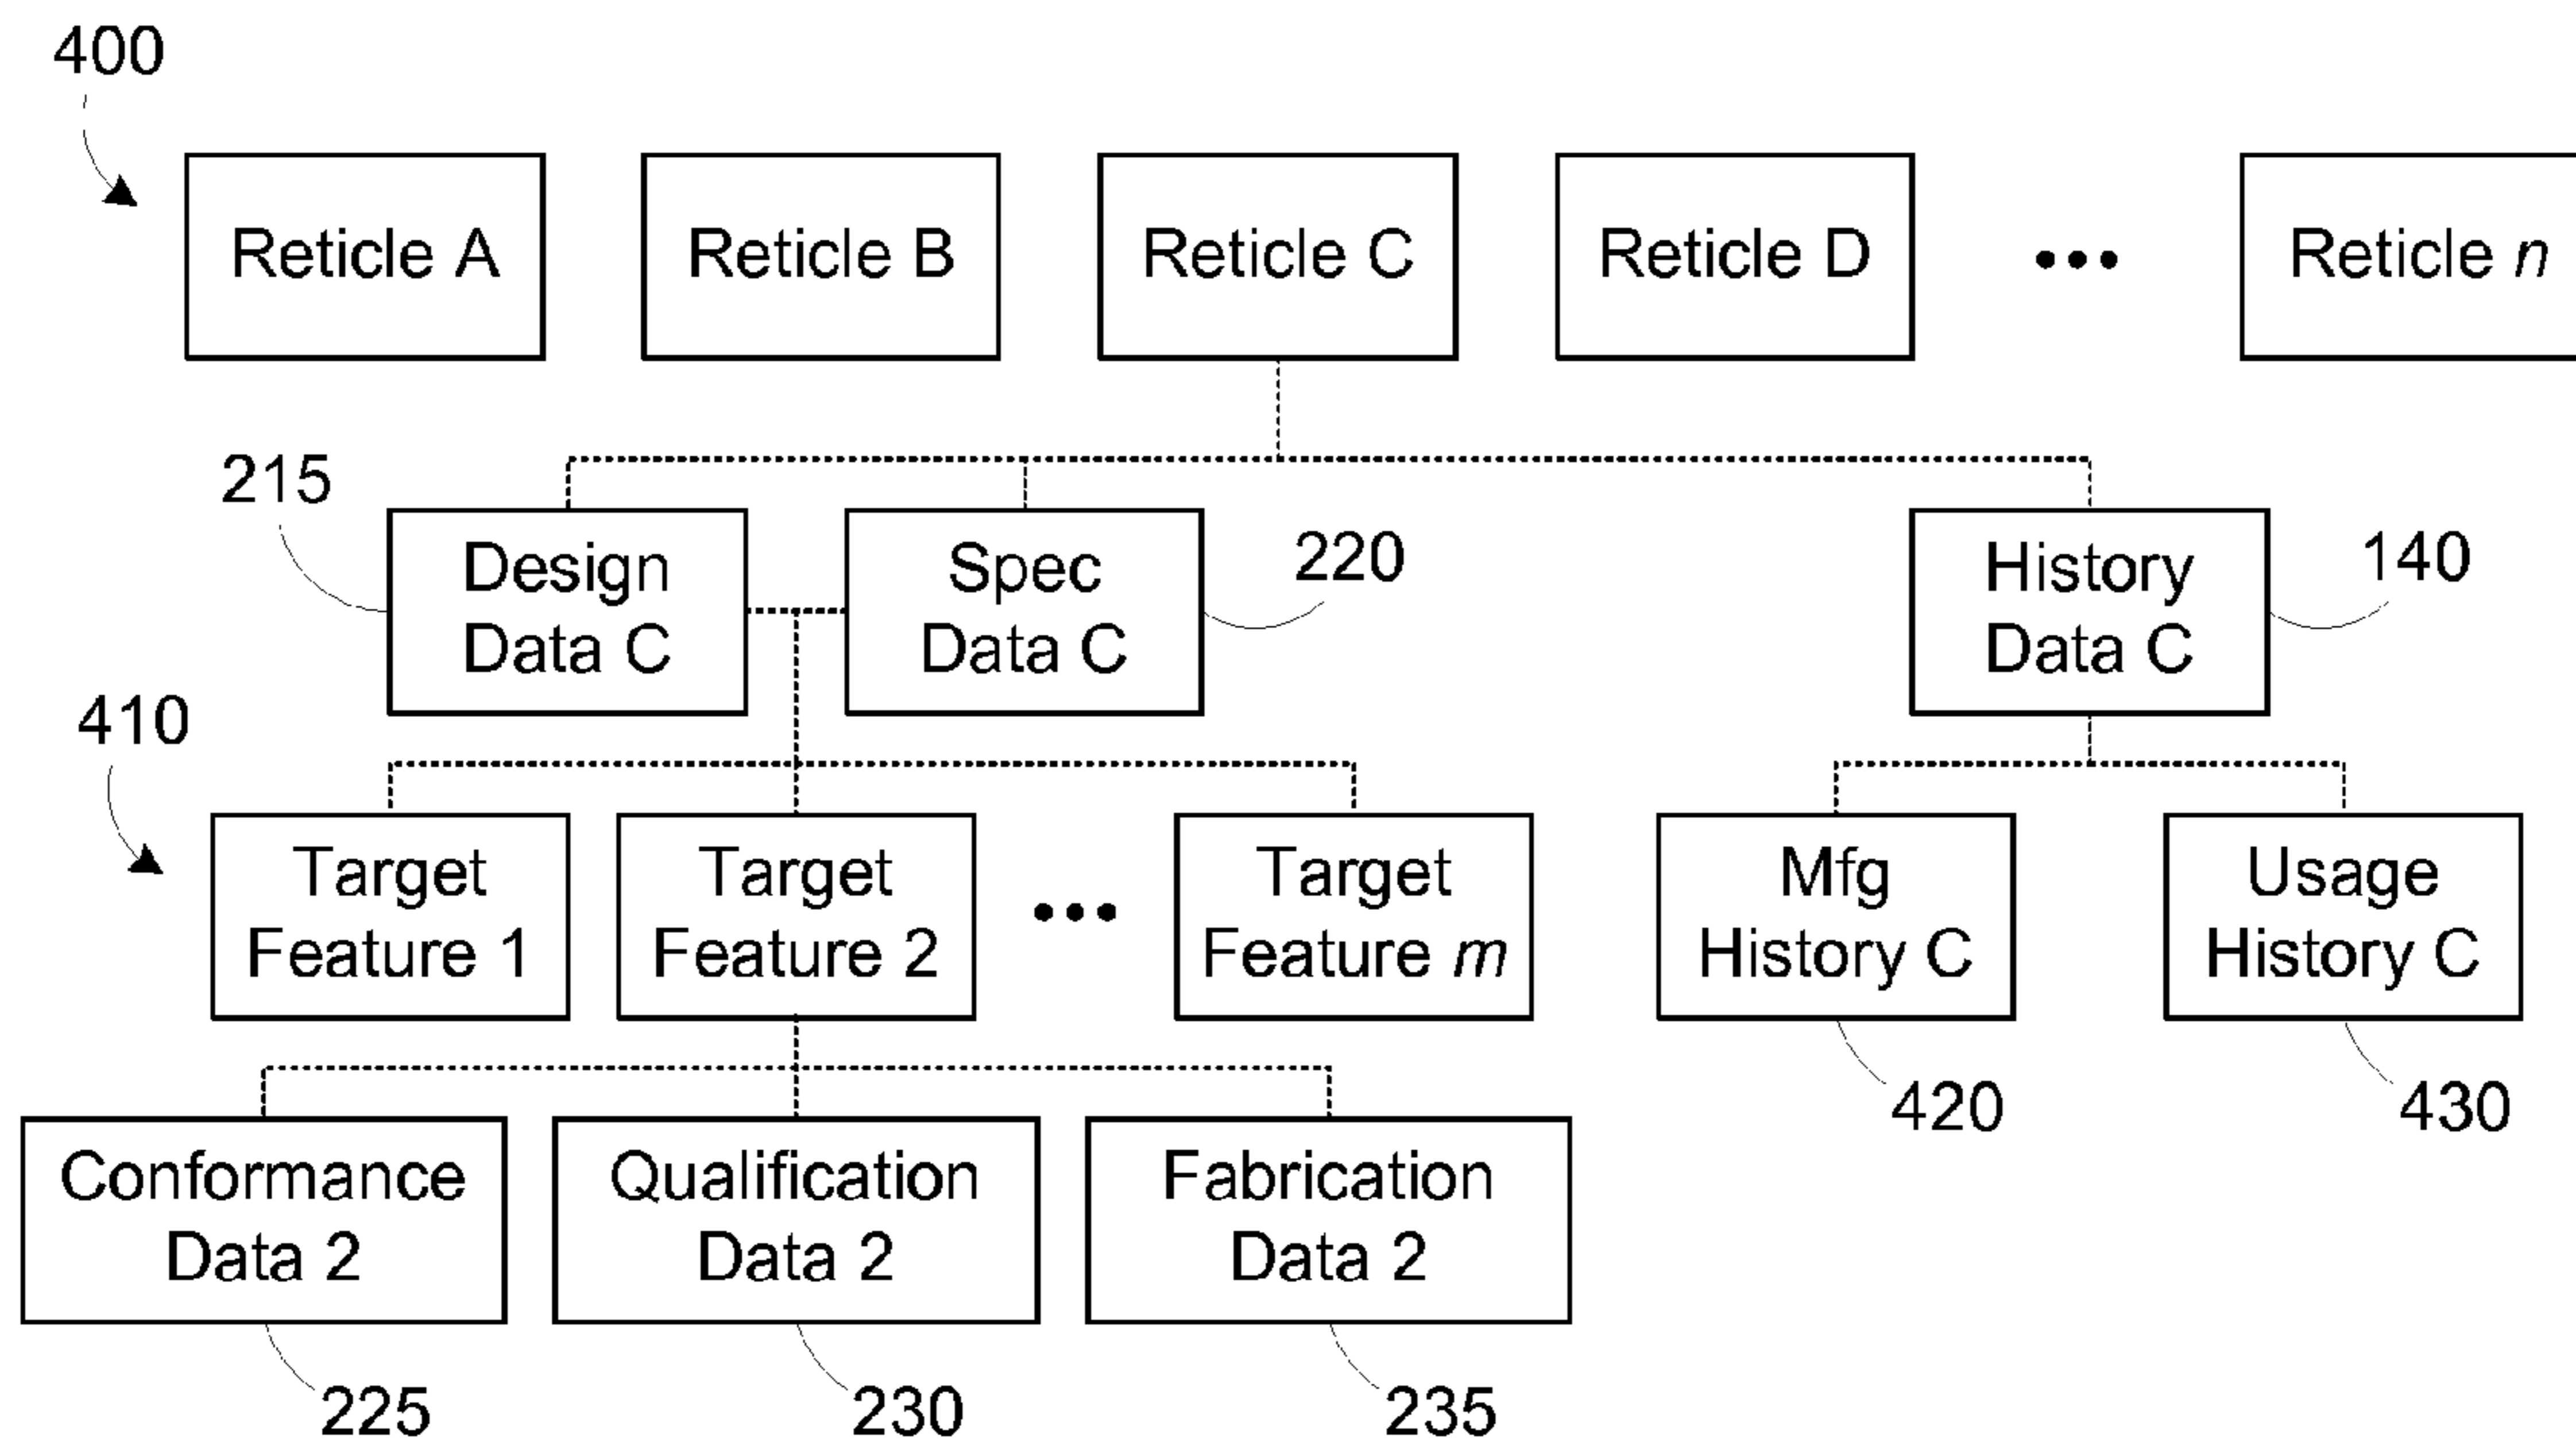 400
Reticle A
Reticle B
Reticle C
Reticle D
•••
Reticle n
215
Design
Data C
Spec
Data C
220
History
Data C
140
410
Target
Feature 1
Target
Feature 2
•••
Target
Feature m
Mfg
History C
Usage
History C
420
430
Conformance
Data 2
Qualification
Data 2
Fabrication
Data 2
225
230
235